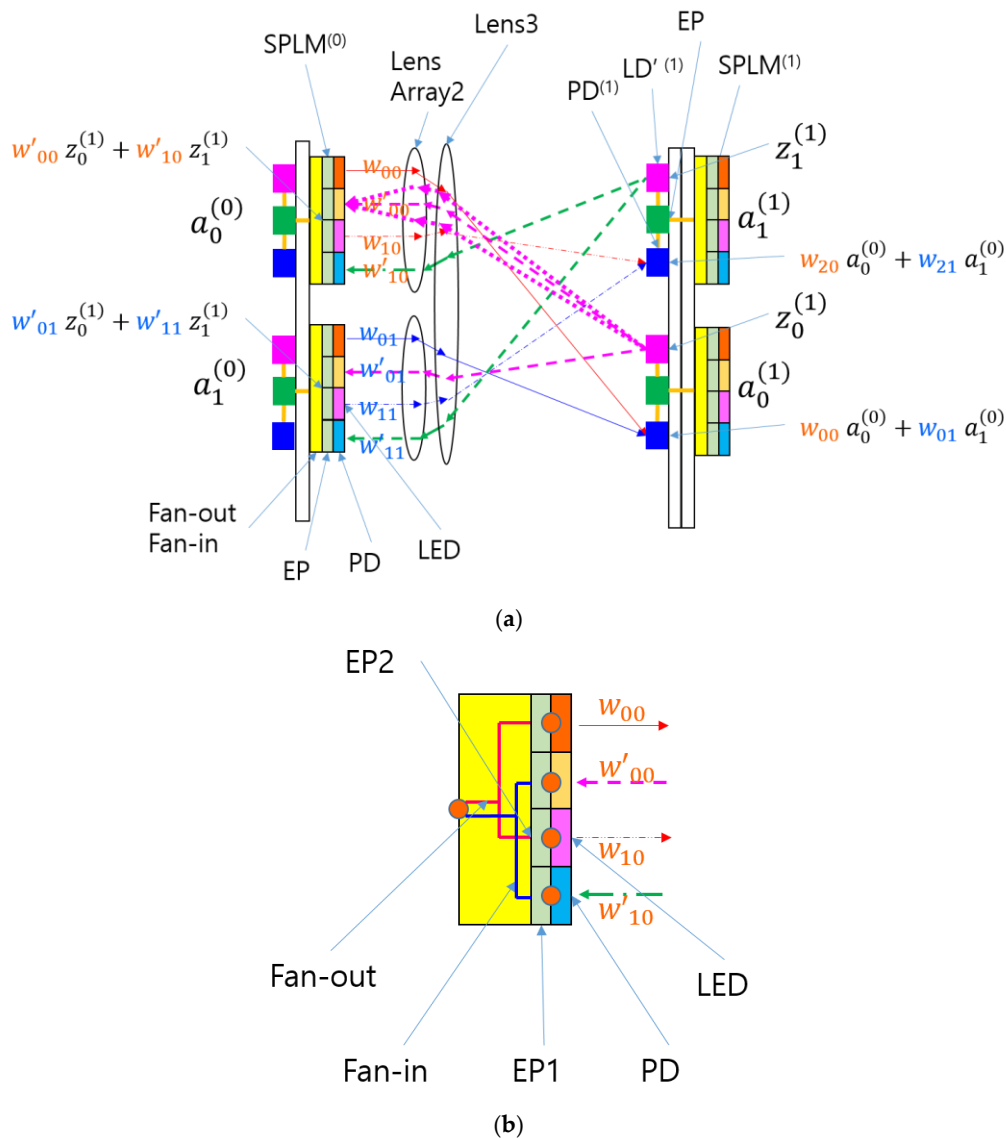 EP
Lens3
SPLM⁽⁰⁾
LD′ ⁽¹⁾
Lens
Array2
SPLM⁽¹⁾
PD⁽¹⁾
w′₀₀ z₀⁽¹⁾ + w′₁₀ z₁⁽¹⁾
w₀₀
z₁⁽¹⁾
w′₀₀
a₀⁽⁰⁾
a₁⁽¹⁾
w₁₀
w′₁₀
w₂₀ a₀⁽⁰⁾ + w₂₁ a₁⁽⁰⁾
w′₀₁ z₀⁽¹⁾ + w′₁₁ z₁⁽¹⁾
z₀⁽¹⁾
w₀₁
w′₀₁
a₁⁽⁰⁾
a₀⁽¹⁾
w₁₁
w′₁₁
w₀₀ a₀⁽⁰⁾ + w₀₁ a₁⁽⁰⁾
Fan-out
Fan-in
EP
PD
LED
(a)
EP2
w₀₀
w′₀₀
w₁₀
w′₁₀
Fan-out
LED
Fan-in
EP1
PD
(b)